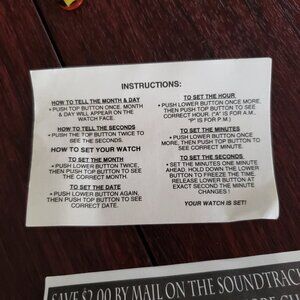 INSTRUCTIONS:
HOW TO TELL THE MONTH & DAY
• PUSH TOP BUTTON ONCE. MONTH
& DAY WILL APPEAR ON THE
WATCH FACE.
HOW TO TELL THE SECONDS
• PUSH THE TOP BUTTON TWICE TO
SEE THE SECONDS.
HOW TO SET YOUR WATCH
TO SET THE MONTH
• PUSH LOWER BUTTON TWICE,
THEN PUSH TOP BUTTON TO SET
THE CORRECT MONTH.
TO SET THE DATE
• PUSH LOWER BUTTON AGAIN,
THEN PUSH TOP BUTTON TO SET
CORRECT DATE.
TO SET THE HOUR
• PUSH LOWER BUTTON ONCE MORE,
THEN PUSH TOP BUTTON TO SEE
CORRECT HOUR. ("A" IS FOR A.M.,
"P" IS FOR P.M.)
TO SET THE MINUTES
• PUSH LOWER BUTTON ONCE
MORE, THEN PUSH TOP BUTTON TO
SEE CORRECT MINUTE.
TO SET THE SECONDS
• SET THE MINUTES ONE MINUTE
AHEAD. HOLD DOWN THE LOWER
BUTTON TO FREEZE THE TIME.
RELEASE LOWER BUTTON AT
EXACT SECOND THE MINUTE
CHANGES!
YOUR WATCH IS SET!
SAVE $2.00 BY MAIL ON THE SOUNDTRAC